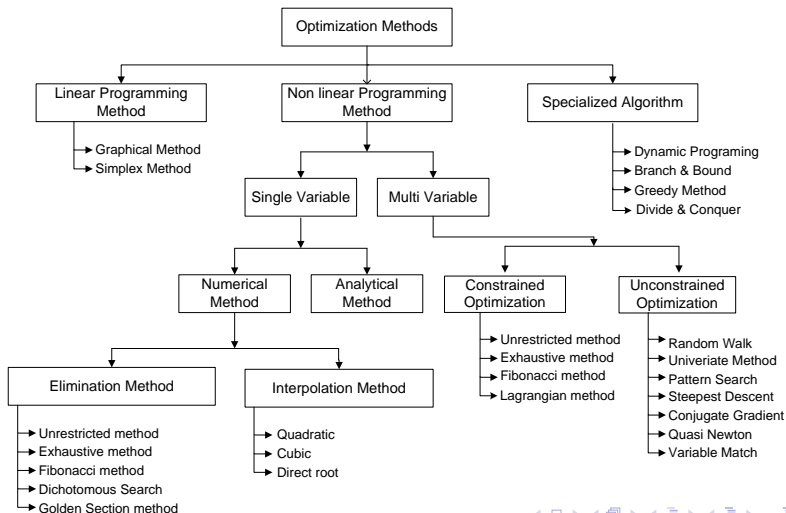 Optimization Methods
Linear Programming
Method
Non linear Programming
Method
Specialized Algorithm
Graphical Method
Simplex Method
Dynamic Programing
Branch & Bound
Greedy Method
Divide & Conquer
Single Variable
Multi Variable
Numerical
Method
Analytical
Method
Constrained
Optimization
Unconstrained
Optimization
Unrestricted method
Exhaustive method
Fibonacci method
Lagrangian method
Random Walk
Univeriate Method
Pattern Search
Steepest Descent
Conjugate Gradient
Quasi Newton
Variable Match
Elimination Method
Interpolation Method
Unrestricted method
Exhaustive method
Fibonacci method
Dichotomous Search
Golden Section method
Quadratic
Cubic
Direct root